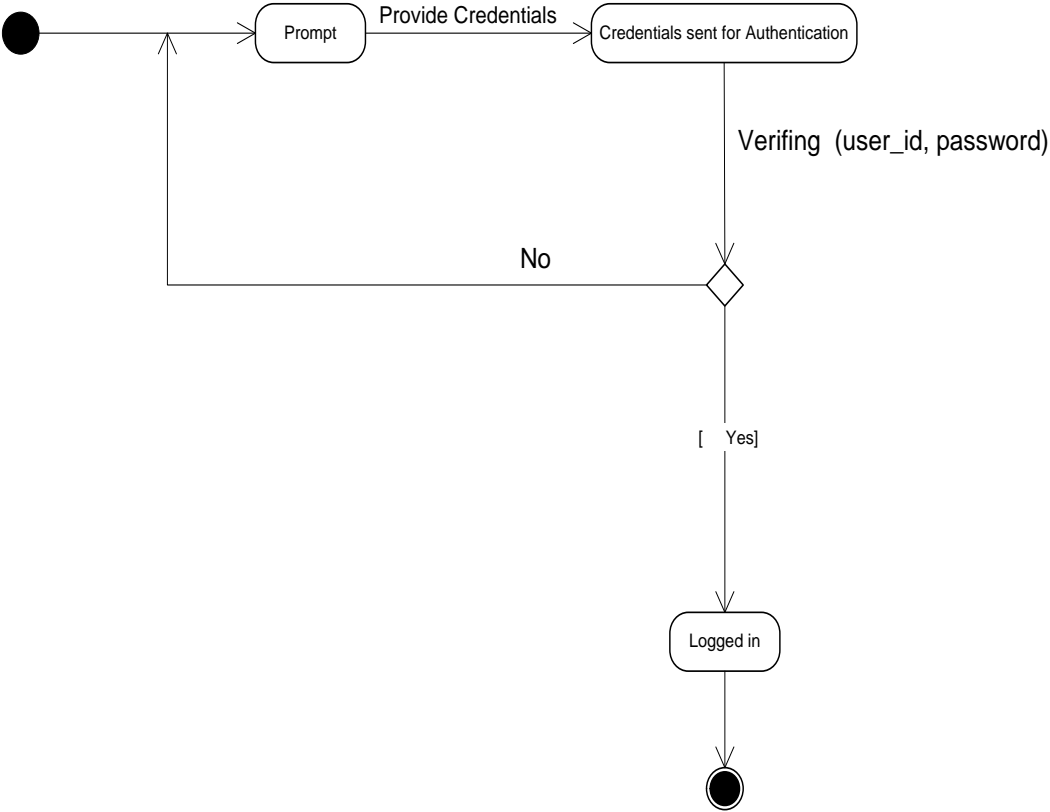 Provide Credentials
Prompt
Credentials sent for Authentication
Verifing (user_id, password)
No
[ Yes]
Logged in